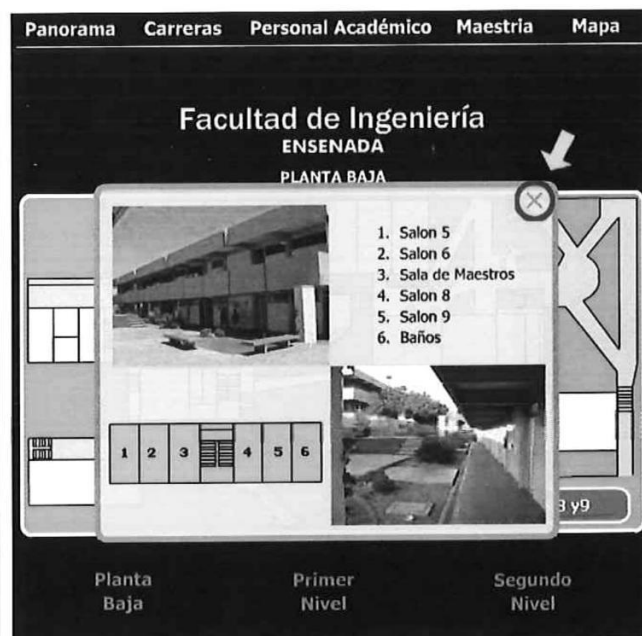 Panorama Carreras Personal Académico Maestria Mapa
Facultad de Ingeniería
ENSENADA
PLANTA BAJA
1. Salon 5
2. Salon 6
3. Sala de Maestros
4. Salon 8
5. Salon 9
6. Baños
1 2 3 4 5 6
y9
Planta Baja
Primer Nivel
Segundo Nivel